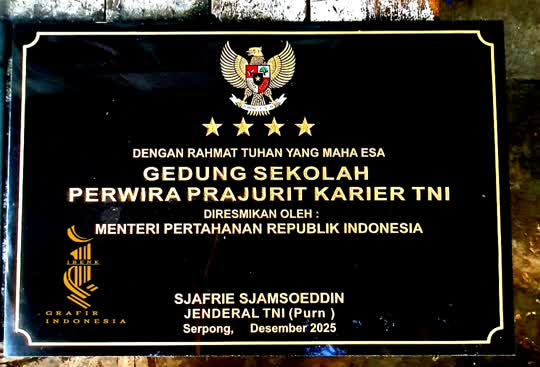 DENGAN RAHMAT TUHAN YANG MAHA ESA
GEDUNG SEKOLAH
PERWIRA PRAJURIT KARIER TNI
DIRESMIKAN OLEH :
MENTERI PERTAHANAN REPUBLIK INDONESIA
IRENK
GRAFIR
INDONESIA
SJAFRIE SJAMSOEDDIN
JENDERAL TNI (Purn )
Serpong, Desember 2025